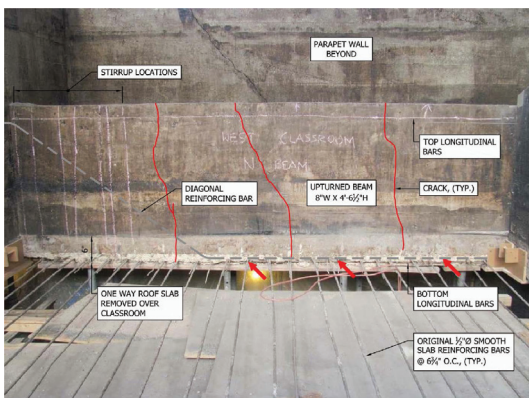 PARAPET WALL
BEYOND
STIRRUP LOCATIONS
TOP LONGITUDINAL
BARS
WEST CLASSROOM
N BEAM
DIAGONAL
REINFORCING BAR
UPTURNED BEAM
8"W X 4'-6½"H
CRACK, (TYP.)
ONE WAY ROOF SLAB
REMOVED OVER
CLASSROOM
BOTTOM
LONGITUDINAL BARS
ORIGINAL ½"Ø SMOOTH
SLAB REINFORCING BARS
@ 6¾" O.C., (TYP.)